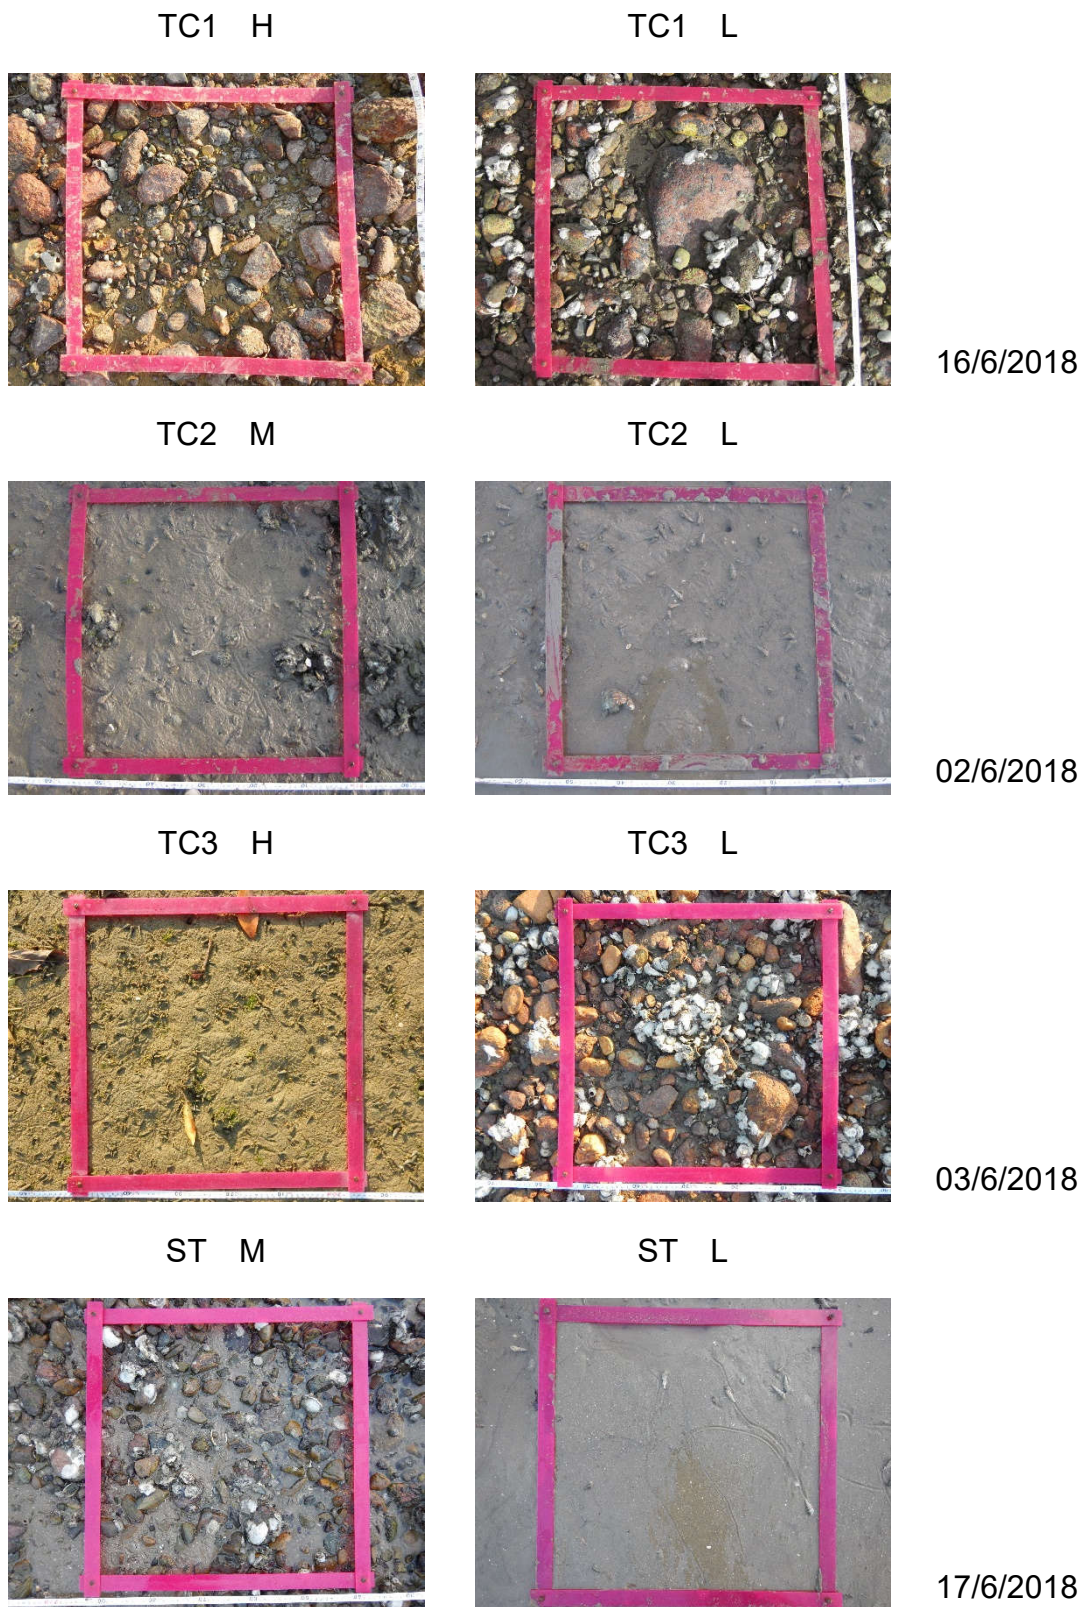 TC1 H
TC1 L
16/6/2018
TC2 M
TC2 L
02/6/2018
TC3 H
TC3 L
03/6/2018
ST M
ST L
17/6/2018